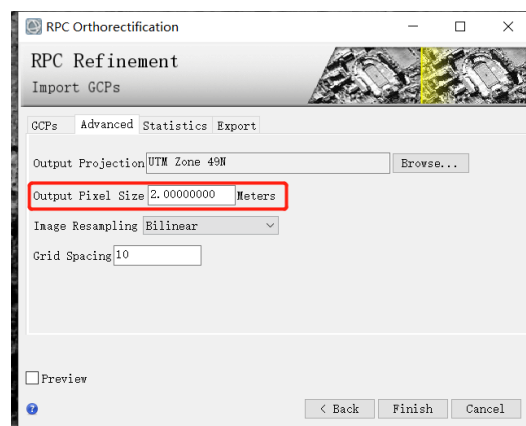 RPC Orthorectification
RPC Refinement
Import GCPs
GCPs Advanced Statistics Export
Output Projection UTM Zone 49N Browse...
Output Pixel Size 2.00000000 Meters
Image Resampling Bilinear
Grid Spacing 10
Preview
? < Back Finish Cancel